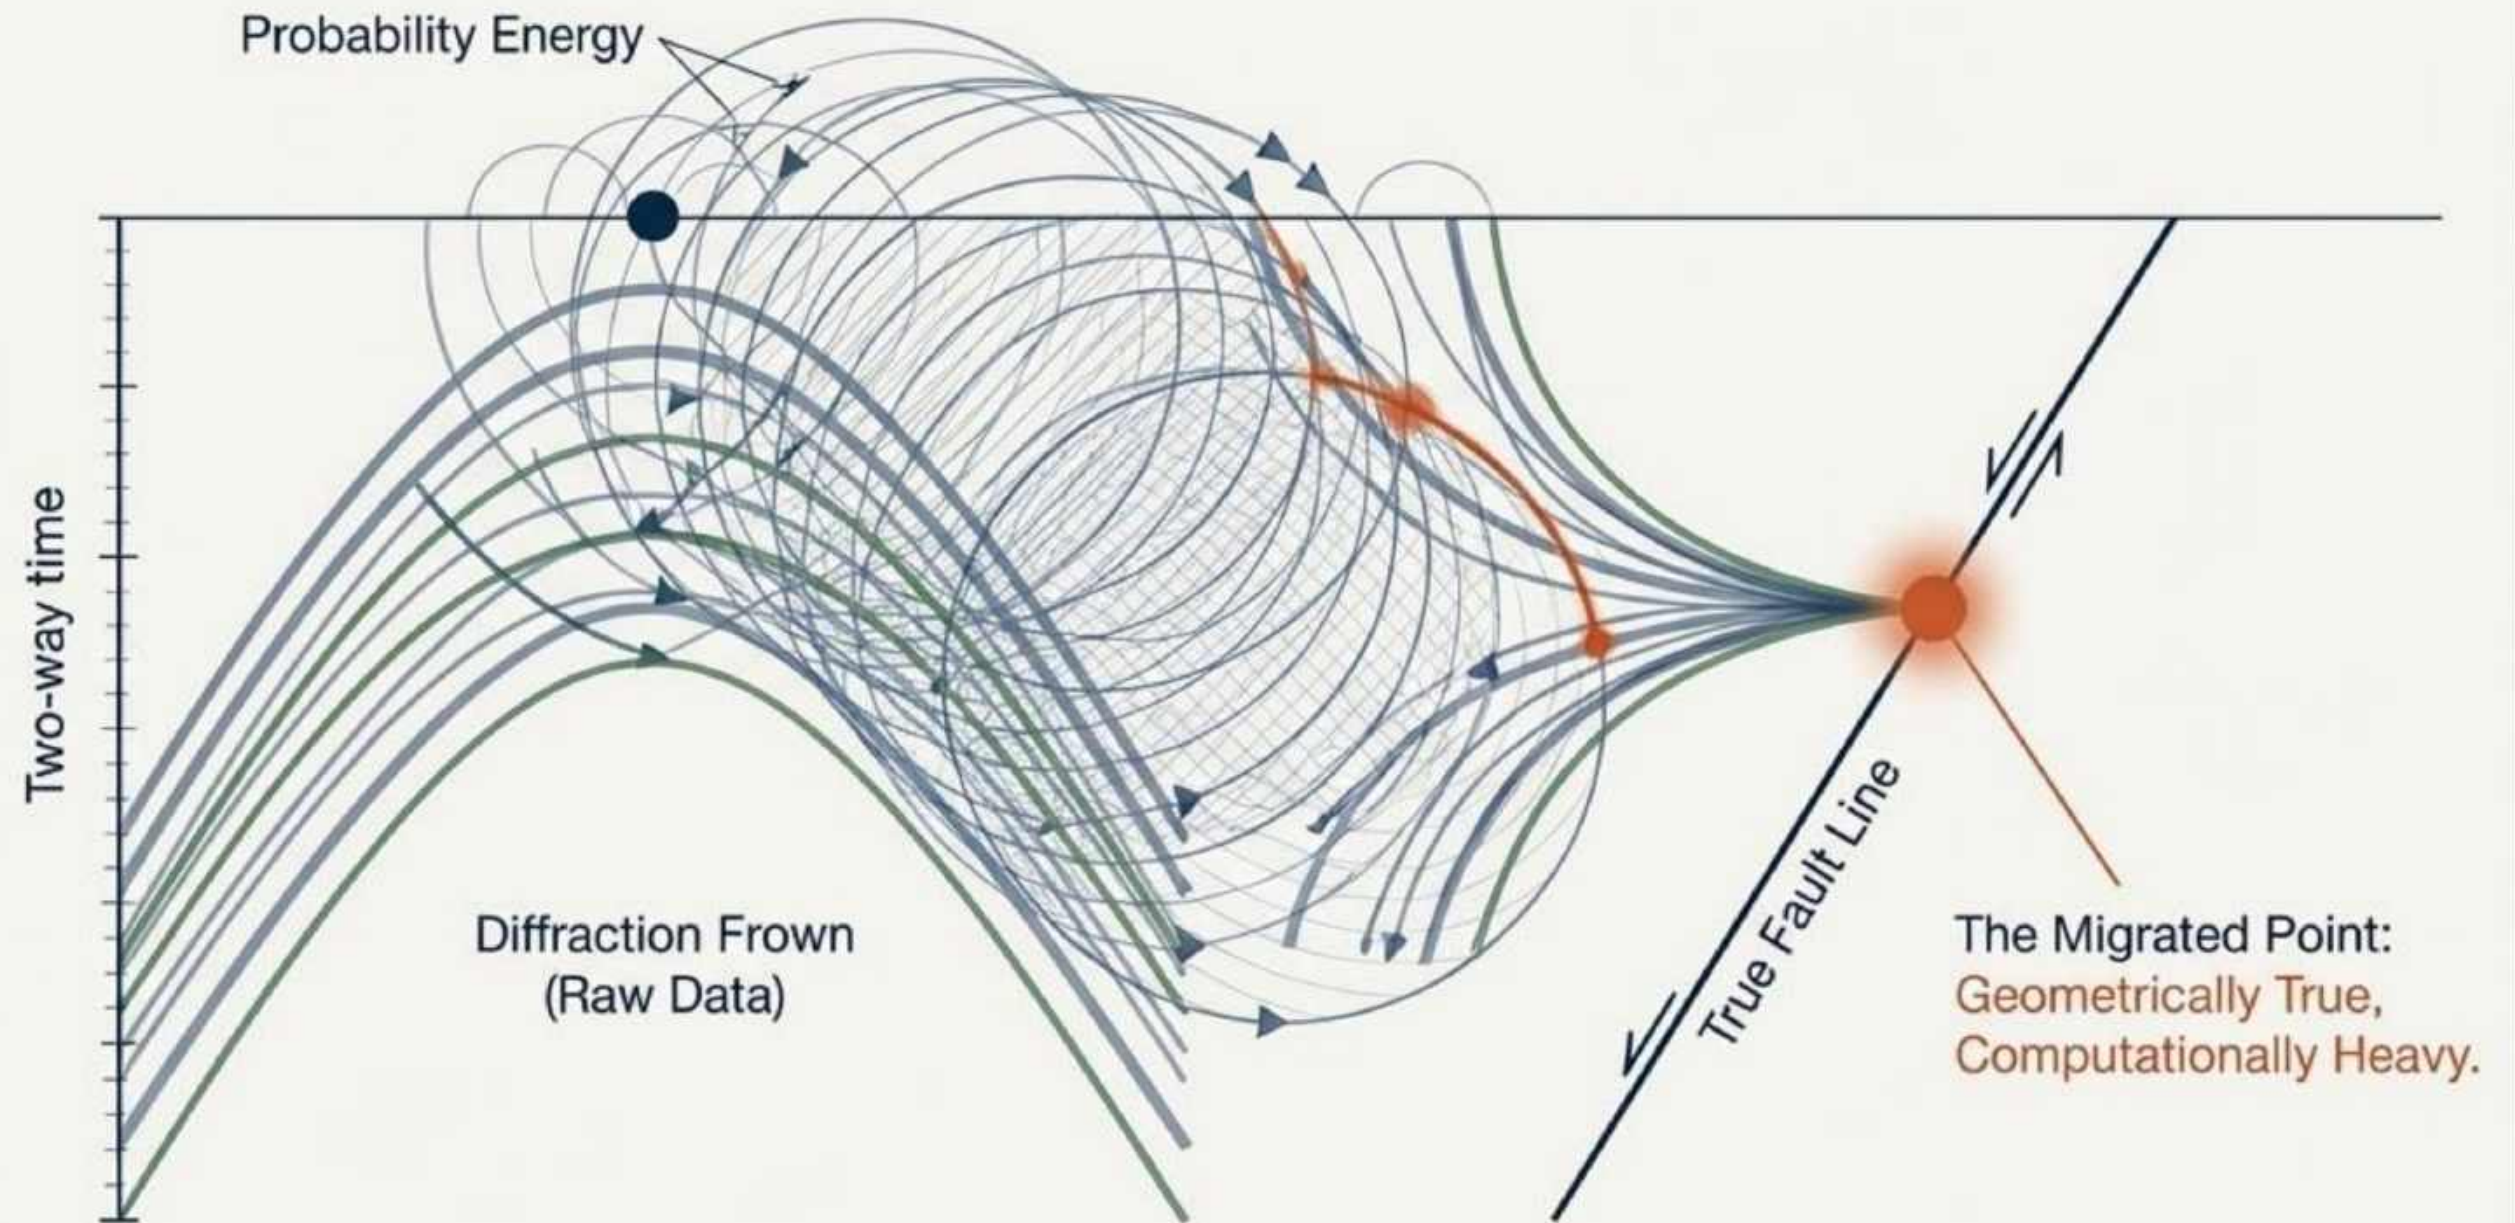 Probability Energy
Two-way time
Diffraction Frown
(Raw Data)
True Fault Line
The Migrated Point:
Geometrically True,
Computationally Heavy.